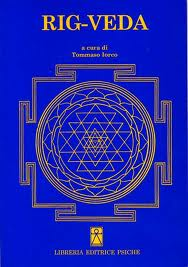 RIG-VEDA
a cura di
Tommaso Iorco
LIBRERIA EDITRICE PSICHE